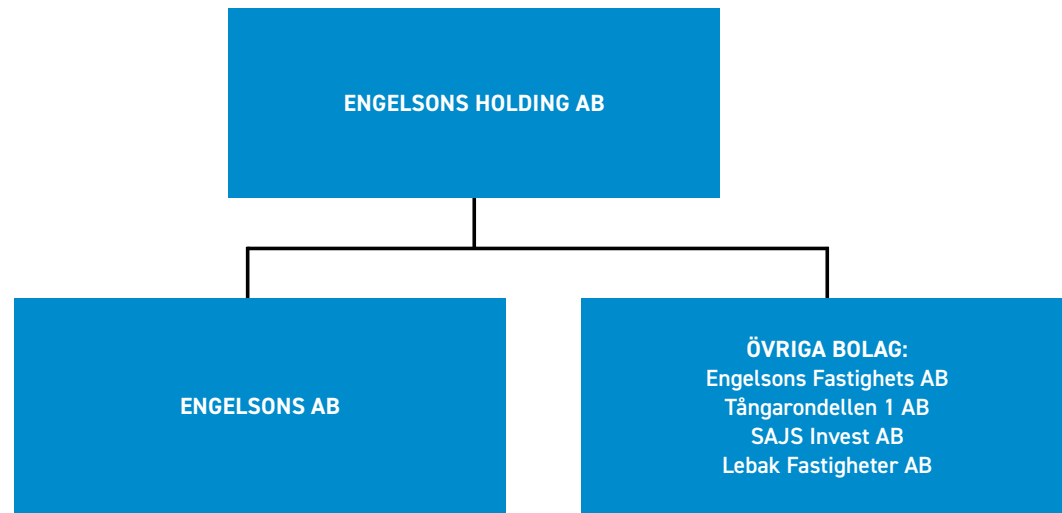 ENGELSONS HOLDING AB
ENGELSONS AB
ÖVRIGA BOLAG:
Engelsons Fastighets AB
Tångarondellen 1 AB
SAJS Invest AB
Lebak Fastigheter AB